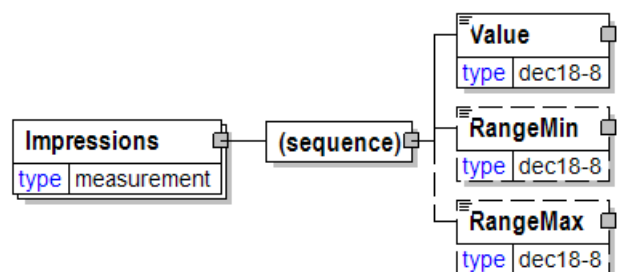 Impressions
type measurement
(sequence)
Value
type dec18-8
RangeMin
type dec18-8
RangeMax
type dec18-8